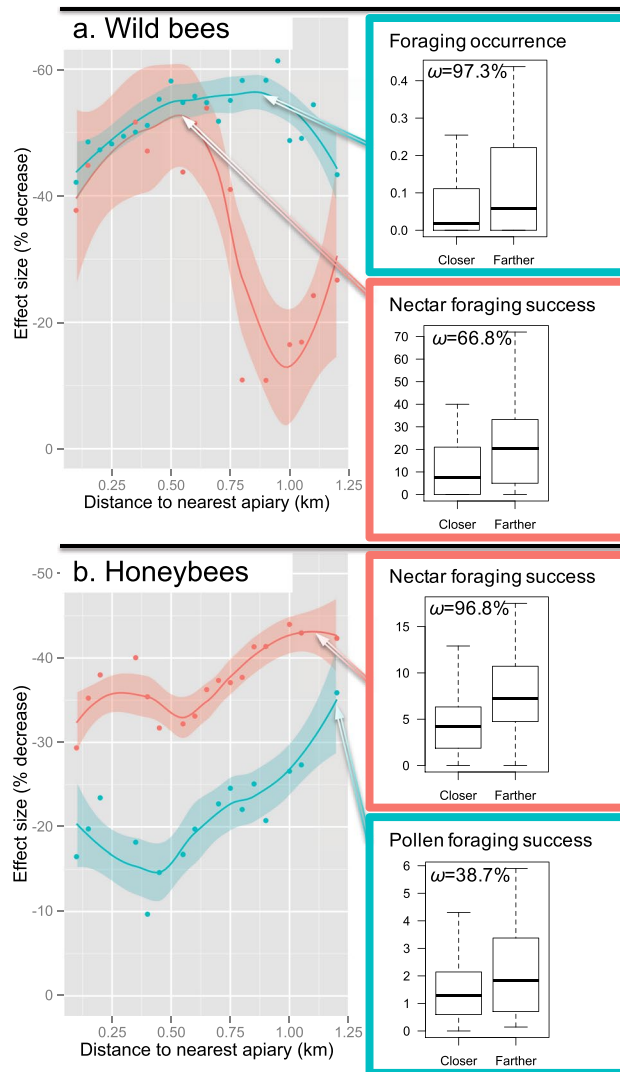 a. Wild bees
Effect size (% decrease)
-60
-40
-20
0
0.25 0.50 0.75 1.00 1.25
Distance to nearest apiary (km)
Foraging occurrence
ω=97.3%
0.4
0.3
0.2
0.1
0.0
Closer Farther
Nectar foraging success
ω=66.8%
70
60
50
40
30
20
10
0
Closer Farther
b. Honeybees
Effect size (% decrease)
-50
-40
-30
-20
-10
0
0.25 0.50 0.75 1.00 1.25
Distance to nearest apiary (km)
Nectar foraging success
ω=96.8%
15
10
5
0
Closer Farther
Pollen foraging success
ω=38.7%
6
5
4
3
2
1
0
Closer Farther